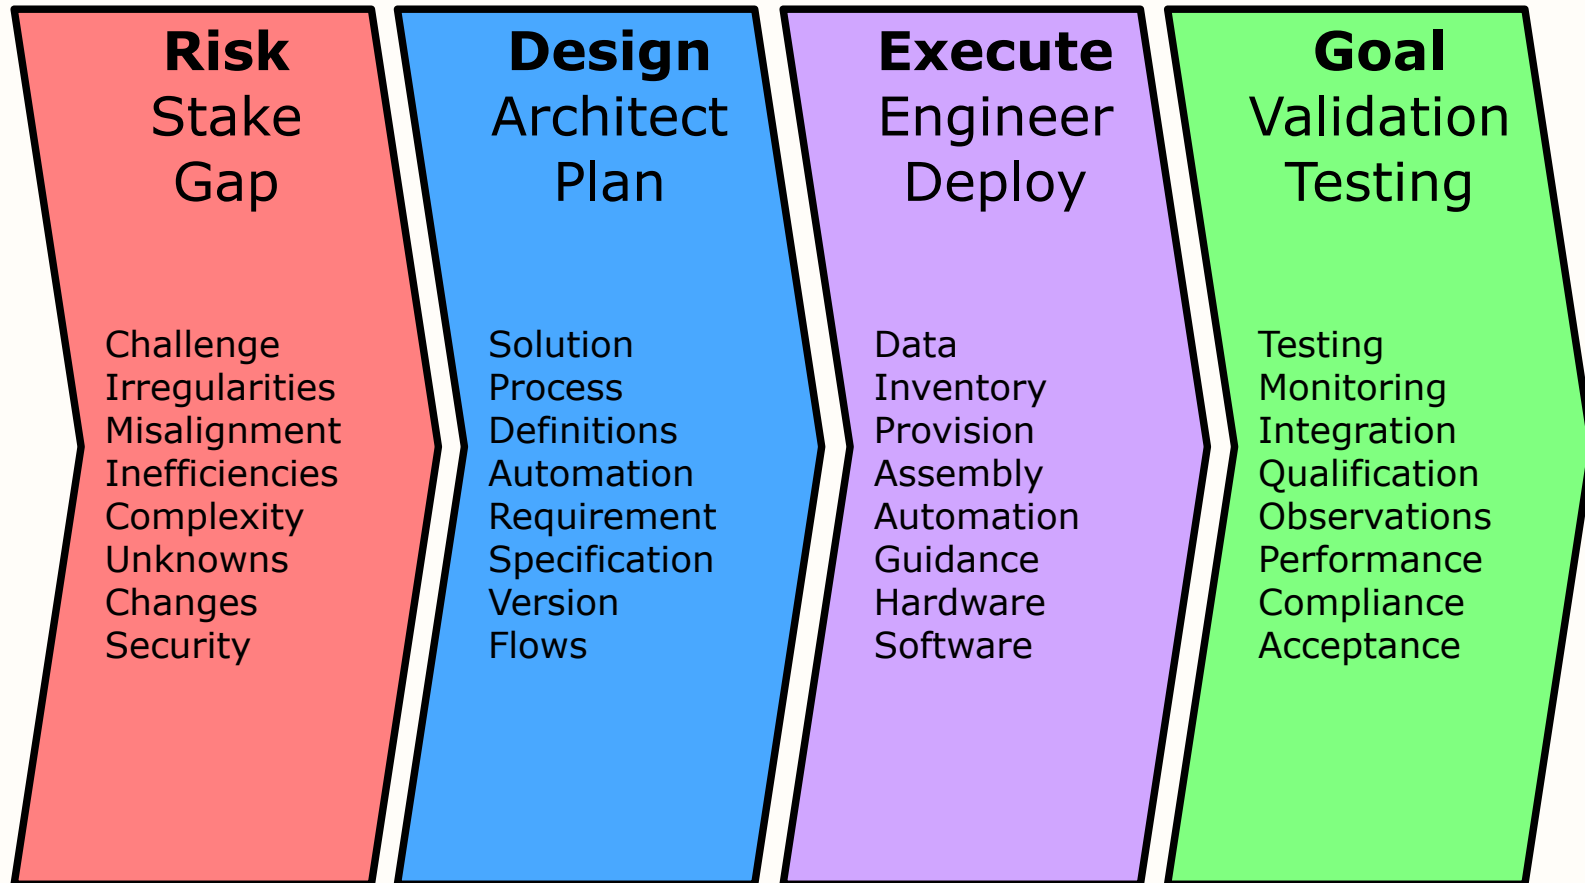 Risk
Stake
Gap
Challenge
Irregularities
Misalignment
Inefficiencies
Complexity
Unknowns
Changes
Security
Design
Architect
Plan
Solution
Process
Definitions
Automation
Requirement
Specification
Version
Flows
Execute
Engineer
Deploy
Data
Inventory
Provision
Assembly
Automation
Guidance
Hardware
Software
Goal
Validation
Testing
Testing
Monitoring
Integration
Qualification
Observations
Performance
Compliance
Acceptance